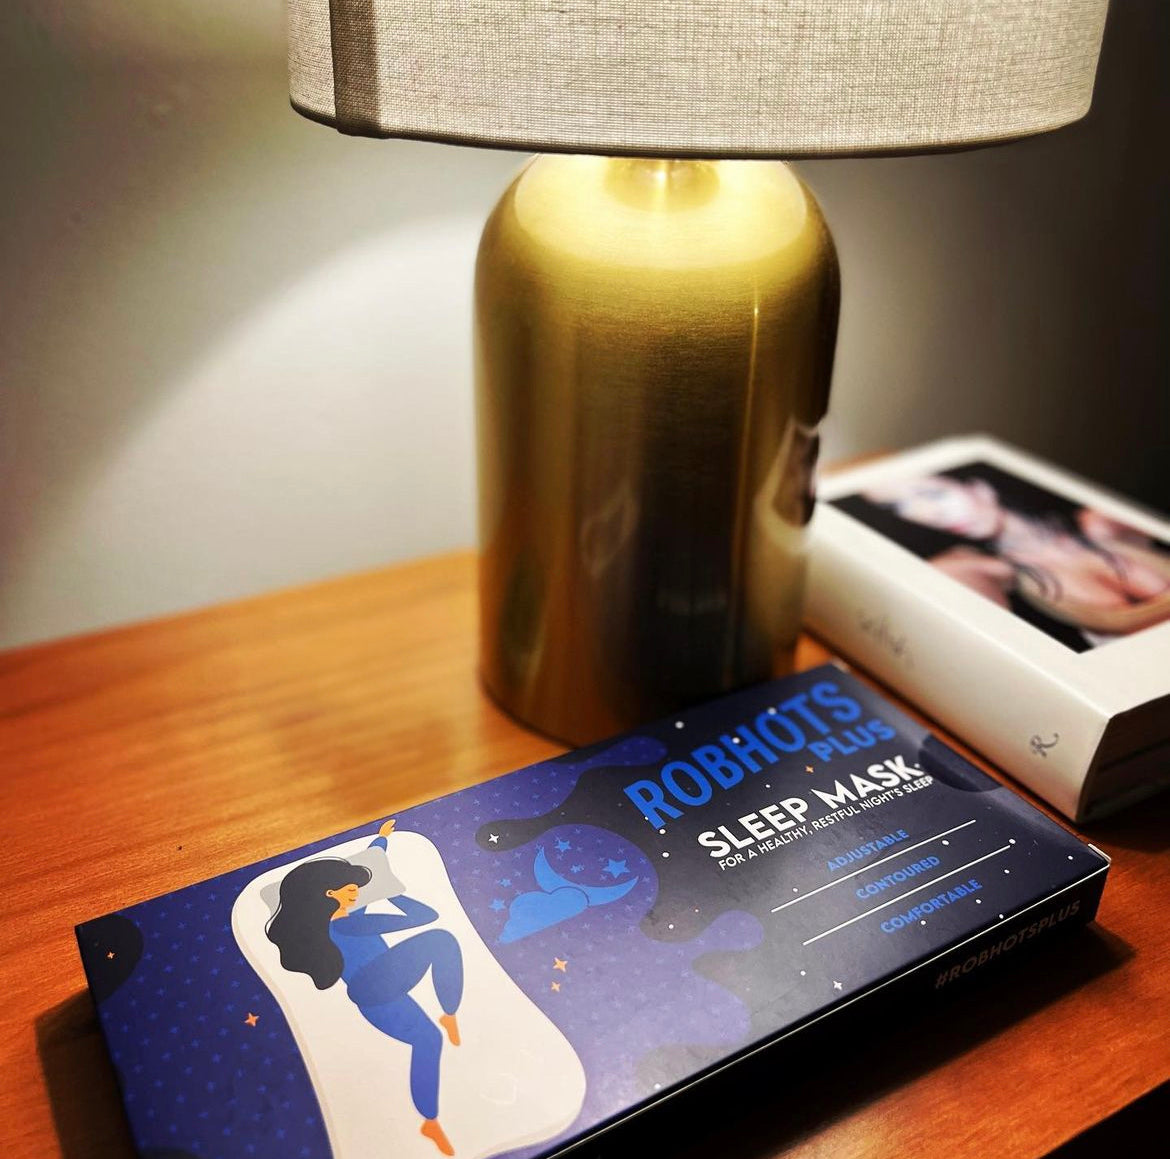 ROBHOTS
PLUS
SLEEP MASK
FOR A HEALTHY, RESTFUL NIGHT'S SLEEP
ADJUSTABLE
CONTOURED
COMFORTABLE
#ROBHOTSPLUS
R